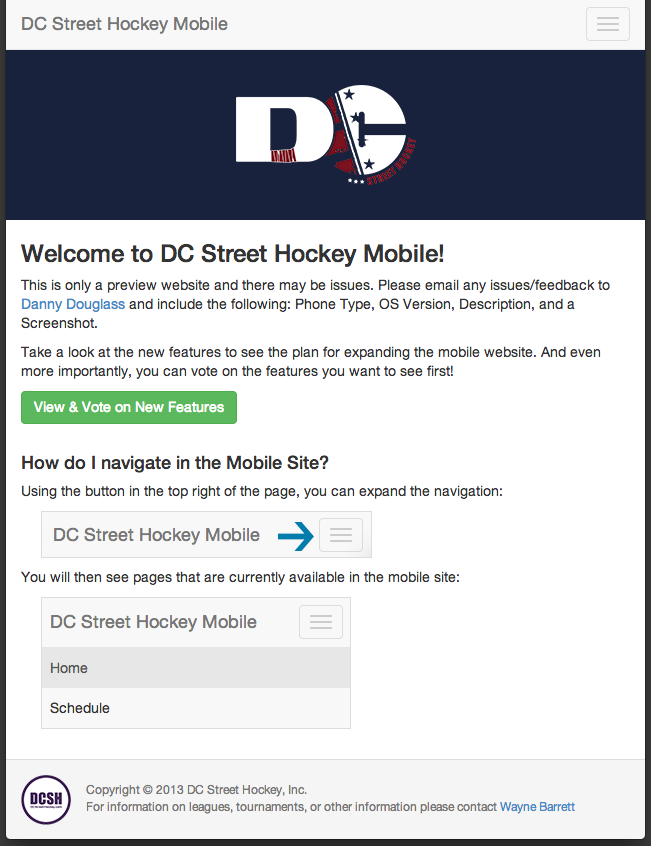 DC Street Hockey Mobile
DC
STREET HOCKEY
Welcome to DC Street Hockey Mobile!
This is only a preview website and there may be issues. Please email any issues/feedback to
Danny Douglass and include the following: Phone Type, OS Version, Description, and a
Screenshot.
Take a look at the new features to see the plan for expanding the mobile website. And even
more importantly, you can vote on the features you want to see first!
View & Vote on New Features
How do I navigate in the Mobile Site?
Using the button in the top right of the page, you can expand the navigation:
DC Street Hockey Mobile
You will then see pages that are currently available in the mobile site:
DC Street Hockey Mobile
Home
Schedule
DCSH
Copyright © 2013 DC Street Hockey, Inc.
For information on leagues, tournaments, or other information please contact Wayne Barrett